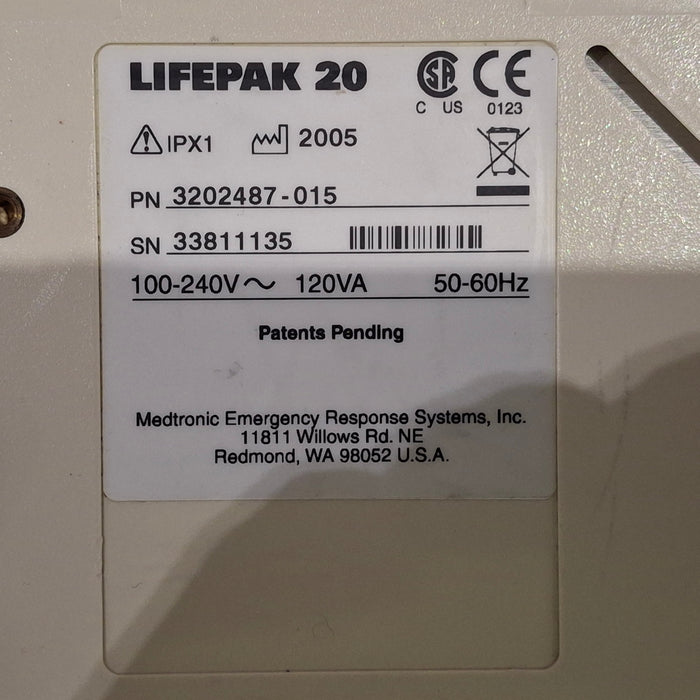 LIFEPAK 20
C US 0123
IPX1 2005
PN 3202487-015
SN 33811135
100-240V~ 120VA 50-60Hz
Patents Pending
Medtronic Emergency Response Systems, Inc.
11811 Willows Rd. NE
Redmond, WA 98052 U.S.A.